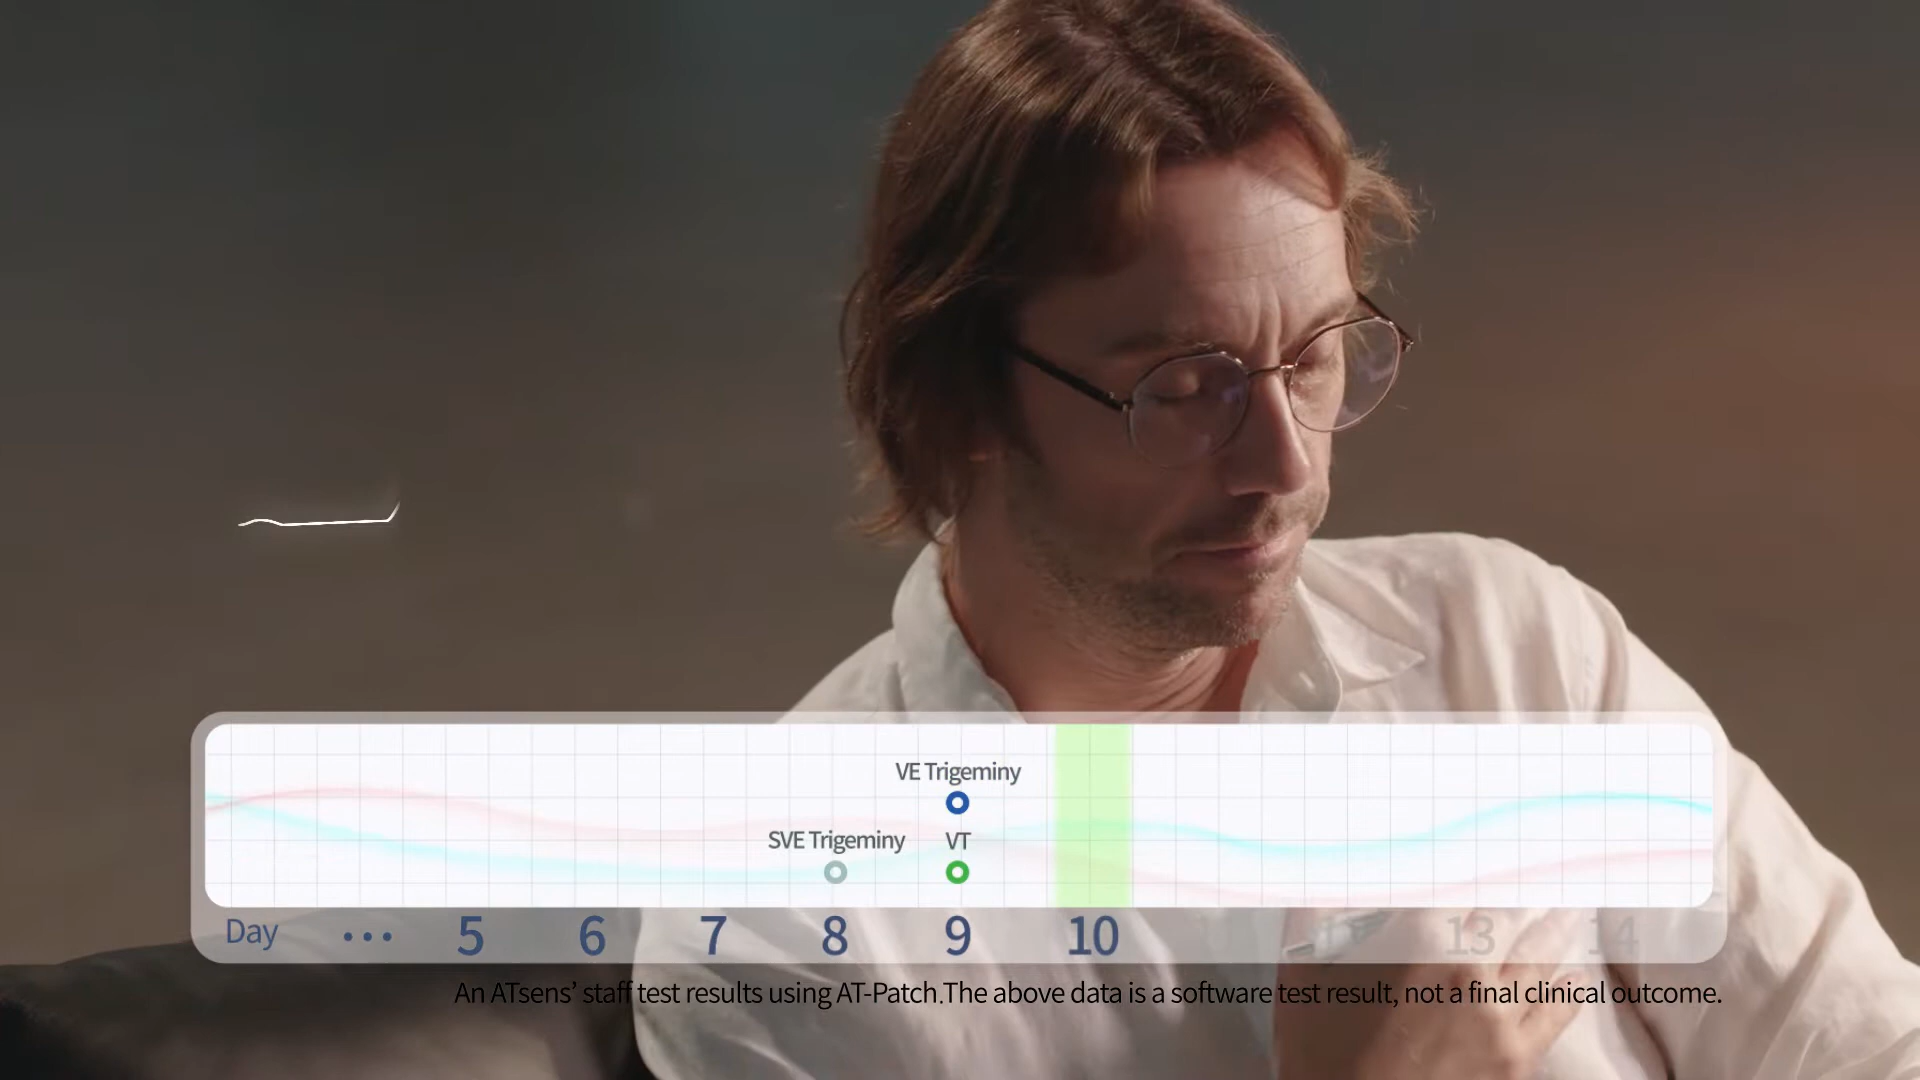 VE Trigeminy
SVE Trigeminy VT
Day ••• 5 6 7 8 9 10 13 14
An ATsens’ staff test results using AT-Patch.The above data is a software test result, not a final clinical outcome.